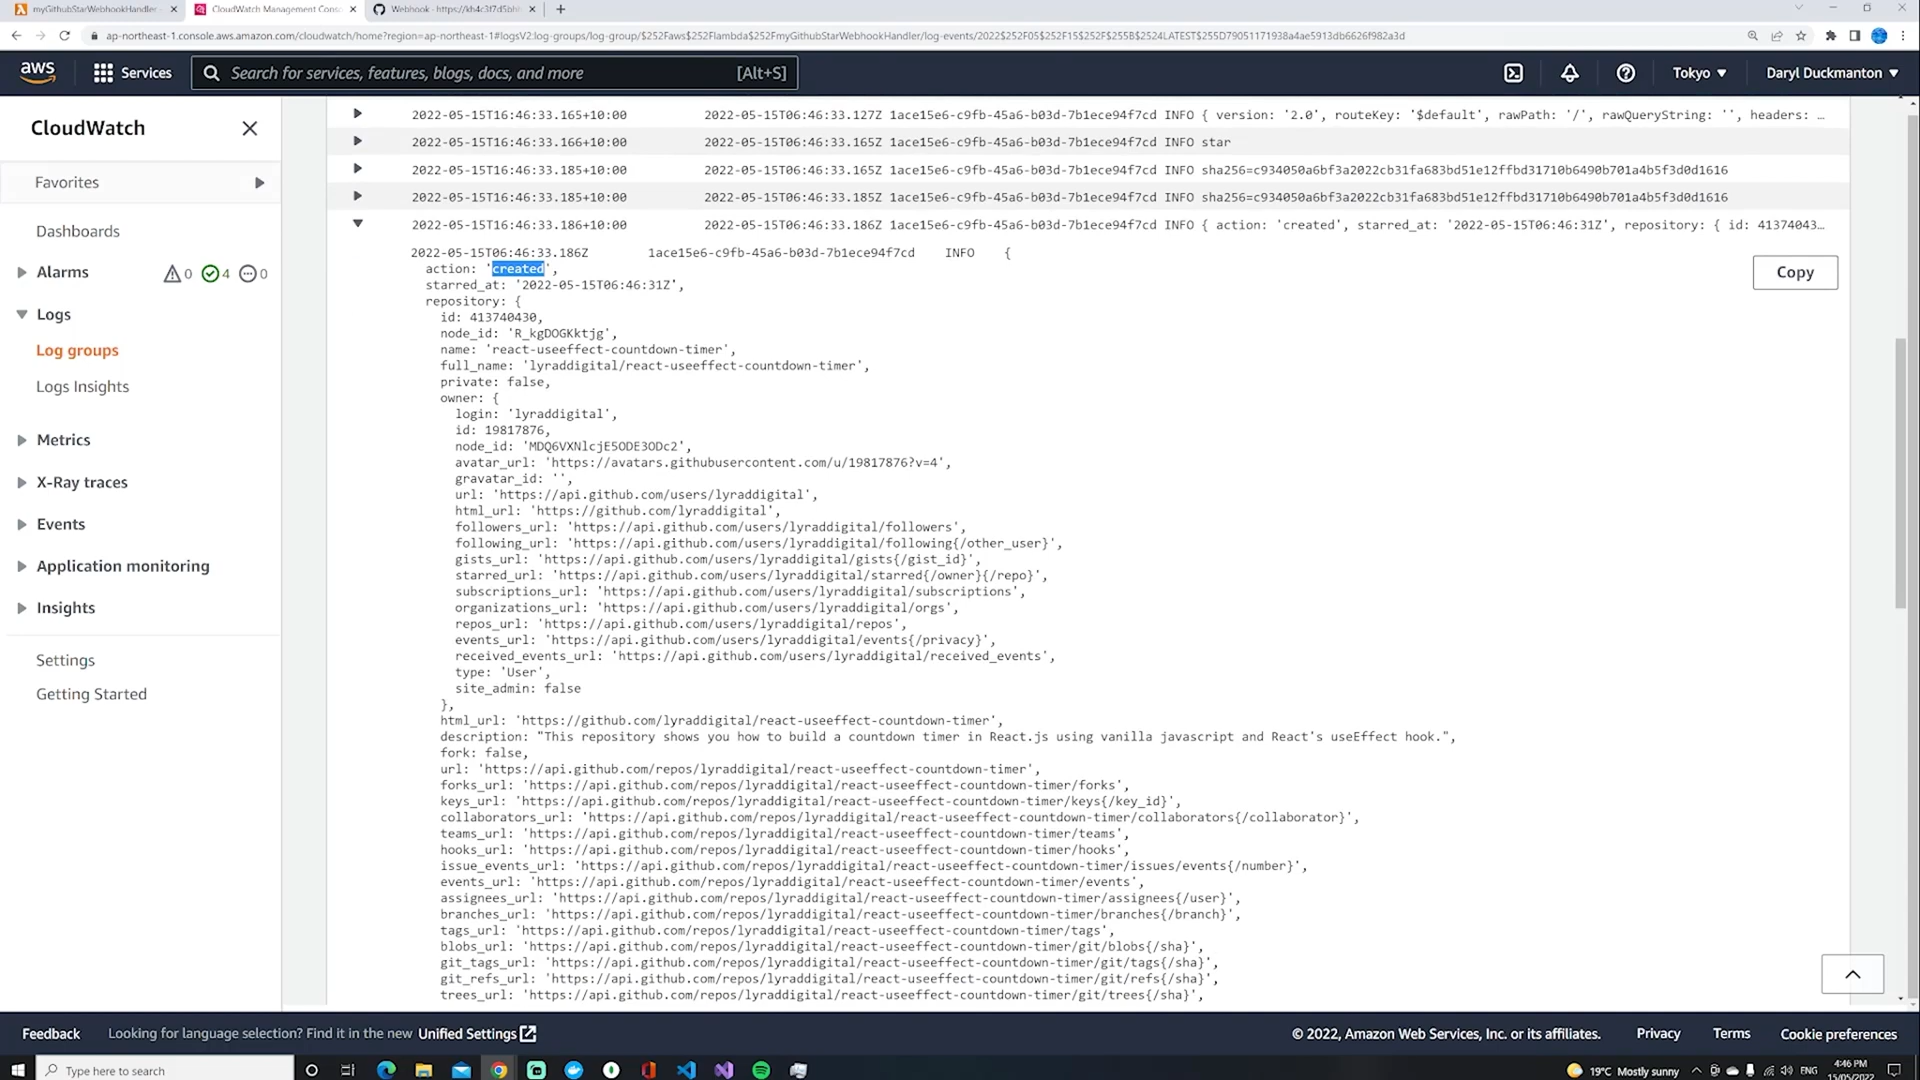 myGithubStarWebhookHandler -
CloudWatch Management Conso
Webhook · https://kh4c3f7d5bhh
ap-northeast-1.console.aws.amazon.com/cloudwatch/home?region=ap-northeast-1#logsV2:log-groups/log-group/$252Faws$252Flambda$252FmyGithubStarWebhookHandler/log-events/2022$252F05$252F15$252F$255B$2524LATEST$255D79051171938a4ae5913db6626f982a3d
aws
Services
Search for services, features, blogs, docs, and more
[Alt+S]
Tokyo
Daryl Duckmanton
CloudWatch
Favorites
Dashboards
Alarms
0
4
0
Logs
Log groups
Logs Insights
Metrics
X-Ray traces
Events
Application monitoring
Insights
Settings
Getting Started
2022-05-15T16:46:33.165+10:00 2022-05-15T06:46:33.127Z 1ace15e6-c9fb-45a6-b03d-7b1ece94f7cd INFO { version: '2.0', routeKey: '$default', rawPath: '/', rawQueryString: '', headers: …
2022-05-15T16:46:33.166+10:00 2022-05-15T06:46:33.165Z 1ace15e6-c9fb-45a6-b03d-7b1ece94f7cd INFO star
2022-05-15T16:46:33.185+10:00 2022-05-15T06:46:33.165Z 1ace15e6-c9fb-45a6-b03d-7b1ece94f7cd INFO sha256=c934050a6bf3a2022cb31fa683bd51e12ffbd31710b6490b701a4b5f3d0d1616
2022-05-15T16:46:33.185+10:00 2022-05-15T06:46:33.185Z 1ace15e6-c9fb-45a6-b03d-7b1ece94f7cd INFO sha256=c934050a6bf3a2022cb31fa683bd51e12ffbd31710b6490b701a4b5f3d0d1616
2022-05-15T16:46:33.186+10:00 2022-05-15T06:46:33.186Z 1ace15e6-c9fb-45a6-b03d-7b1ece94f7cd INFO { action: 'created', starred_at: '2022-05-15T06:46:31Z', repository: { id: 41374043…
2022-05-15T06:46:33.186Z 1ace15e6-c9fb-45a6-b03d-7b1ece94f7cd INFO {
action: 'created',
Copy
starred_at: '2022-05-15T06:46:31Z',
repository: {
id: 413740430,
node_id: 'R_kgDOGKktjg',
name: 'react-useeffect-countdown-timer',
full_name: 'lyraddigital/react-useeffect-countdown-timer',
private: false,
owner: {
login: 'lyraddigital',
id: 19817876,
node_id: 'MDQ6VXNlcjE5ODE3ODc2',
avatar_url: 'https://avatars.githubusercontent.com/u/19817876?v=4',
gravatar_id: '',
url: 'https://api.github.com/users/lyraddigital',
html_url: 'https://github.com/lyraddigital',
followers_url: 'https://api.github.com/users/lyraddigital/followers',
following_url: 'https://api.github.com/users/lyraddigital/following{/other_user}',
gists_url: 'https://api.github.com/users/lyraddigital/gists{/gist_id}',
starred_url: 'https://api.github.com/users/lyraddigital/starred{/owner}{/repo}',
subscriptions_url: 'https://api.github.com/users/lyraddigital/subscriptions',
organizations_url: 'https://api.github.com/users/lyraddigital/orgs',
repos_url: 'https://api.github.com/users/lyraddigital/repos',
events_url: 'https://api.github.com/users/lyraddigital/events{/privacy}',
received_events_url: 'https://api.github.com/users/lyraddigital/received_events',
type: 'User',
site_admin: false
},
html_url: 'https://github.com/lyraddigital/react-useeffect-countdown-timer',
description: "This repository shows you how to build a countdown timer in React.js using vanilla javascript and React's useEffect hook.",
fork: false,
url: 'https://api.github.com/repos/lyraddigital/react-useeffect-countdown-timer',
forks_url: 'https://api.github.com/repos/lyraddigital/react-useeffect-countdown-timer/forks',
keys_url: 'https://api.github.com/repos/lyraddigital/react-useeffect-countdown-timer/keys{/key_id}',
collaborators_url: 'https://api.github.com/repos/lyraddigital/react-useeffect-countdown-timer/collaborators{/collaborator}',
teams_url: 'https://api.github.com/repos/lyraddigital/react-useeffect-countdown-timer/teams',
hooks_url: 'https://api.github.com/repos/lyraddigital/react-useeffect-countdown-timer/hooks',
issue_events_url: 'https://api.github.com/repos/lyraddigital/react-useeffect-countdown-timer/issues/events{/number}',
events_url: 'https://api.github.com/repos/lyraddigital/react-useeffect-countdown-timer/events',
assignees_url: 'https://api.github.com/repos/lyraddigital/react-useeffect-countdown-timer/assignees{/user}',
branches_url: 'https://api.github.com/repos/lyraddigital/react-useeffect-countdown-timer/branches{/branch}',
tags_url: 'https://api.github.com/repos/lyraddigital/react-useeffect-countdown-timer/tags',
blobs_url: 'https://api.github.com/repos/lyraddigital/react-useeffect-countdown-timer/git/blobs{/sha}',
git_tags_url: 'https://api.github.com/repos/lyraddigital/react-useeffect-countdown-timer/git/tags{/sha}',
git_refs_url: 'https://api.github.com/repos/lyraddigital/react-useeffect-countdown-timer/git/refs{/sha}',
trees_url: 'https://api.github.com/repos/lyraddigital/react-useeffect-countdown-timer/git/trees{/sha}',
Feedback
Looking for language selection? Find it in the new Unified Settings
© 2022, Amazon Web Services, Inc. or its affiliates.
Privacy
Terms
Cookie preferences
Type here to search
19°C Mostly sunny
ENG
4:46 PM
15/05/2022